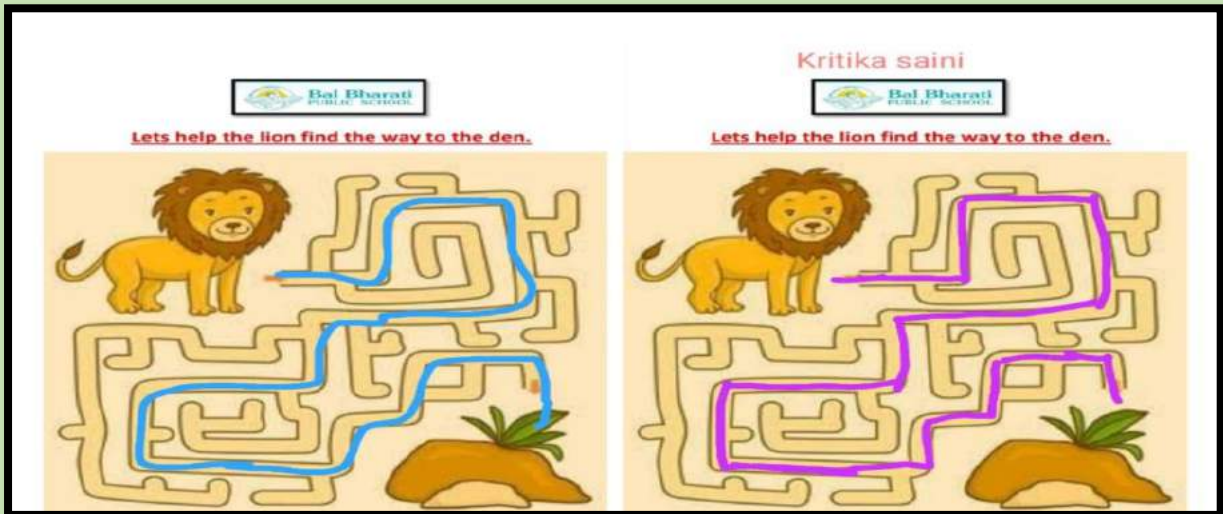 Kritika saini
Bal Bharati
PUBLIC SCHOOL
Lets help the lion find the way to the den.
Bal Bharati
PUBLIC SCHOOL
Lets help the lion find the way to the den.